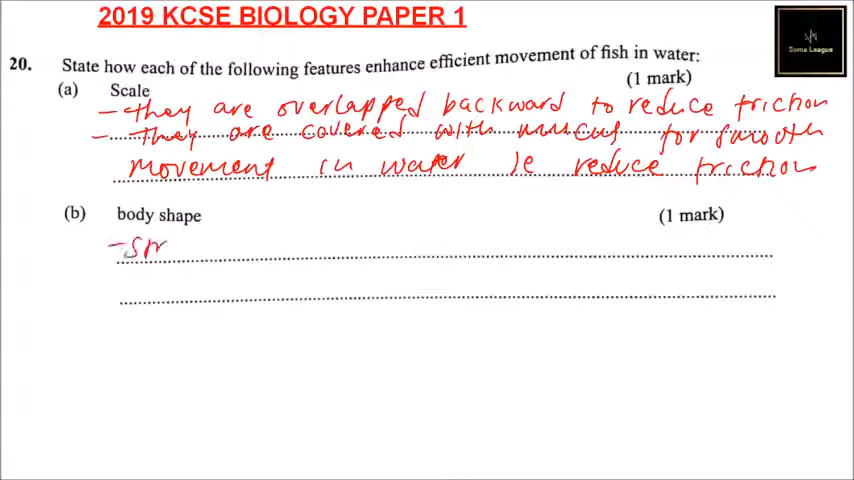 2019 KCSE BIOLOGY PAPER 1
Soma League
20. State how each of the following features enhance efficient movement of fish in water:
(a) Scale (1 mark)
- they are overlapped backward to reduce friction
- They are covered with mucus for smooth
movement in water ie reduce friction
(b) body shape (1 mark)
- str